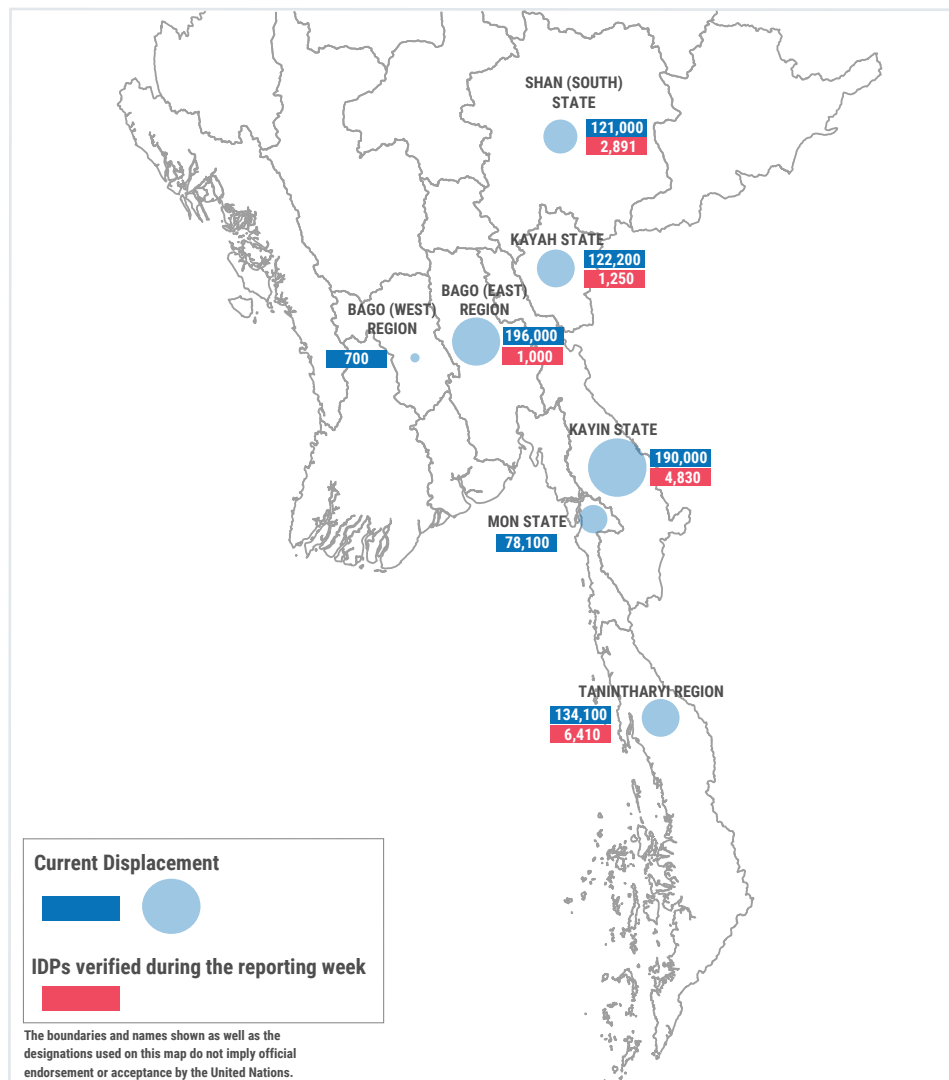 SHAN (SOUTH)
STATE
121,000
2,891
KAYAH STATE
122,200
1,250
BAGO (EAST)
REGION
196,000
1,000
BAGO (WEST)
REGION
700
KAYIN STATE
190,000
4,830
MON STATE
78,100
TANINTHARYI REGION
134,100
6,410
Current Displacement
IDPs verified during the reporting week
The boundaries and names shown as well as the
designations used on this map do not imply official
endorsement or acceptance by the United Nations.